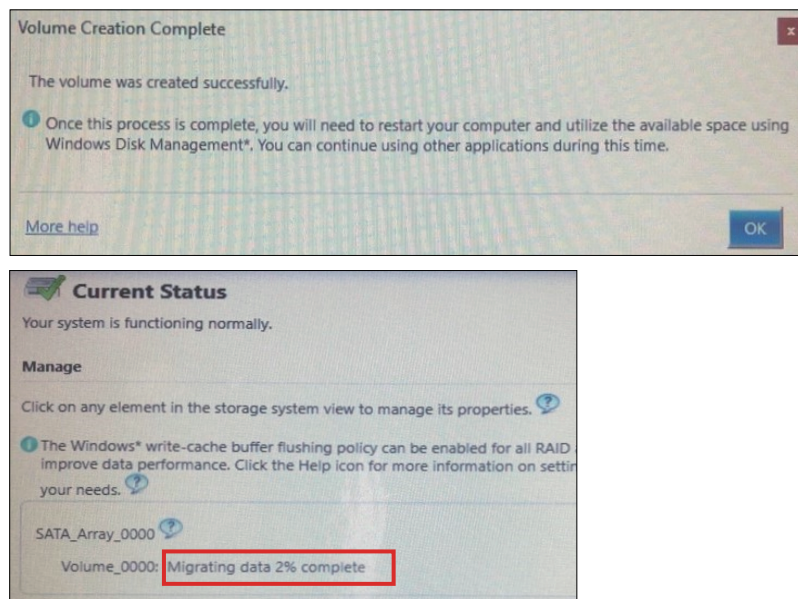 Volume Creation Complete
x
The volume was created successfully.
Once this process is complete, you will need to restart your computer and utilize the available space using
Windows Disk Management*. You can continue using other applications during this time.
More help
OK
Current Status
Your system is functioning normally.
Manage
Click on any element in the storage system view to manage its properties. ?
The Windows* write-cache buffer flushing policy can be enabled for all RAID
improve data performance. Click the Help icon for more information on
your needs. ?
SATA_Array_0000 ?
Volume_0000: Migrating data 2% complete